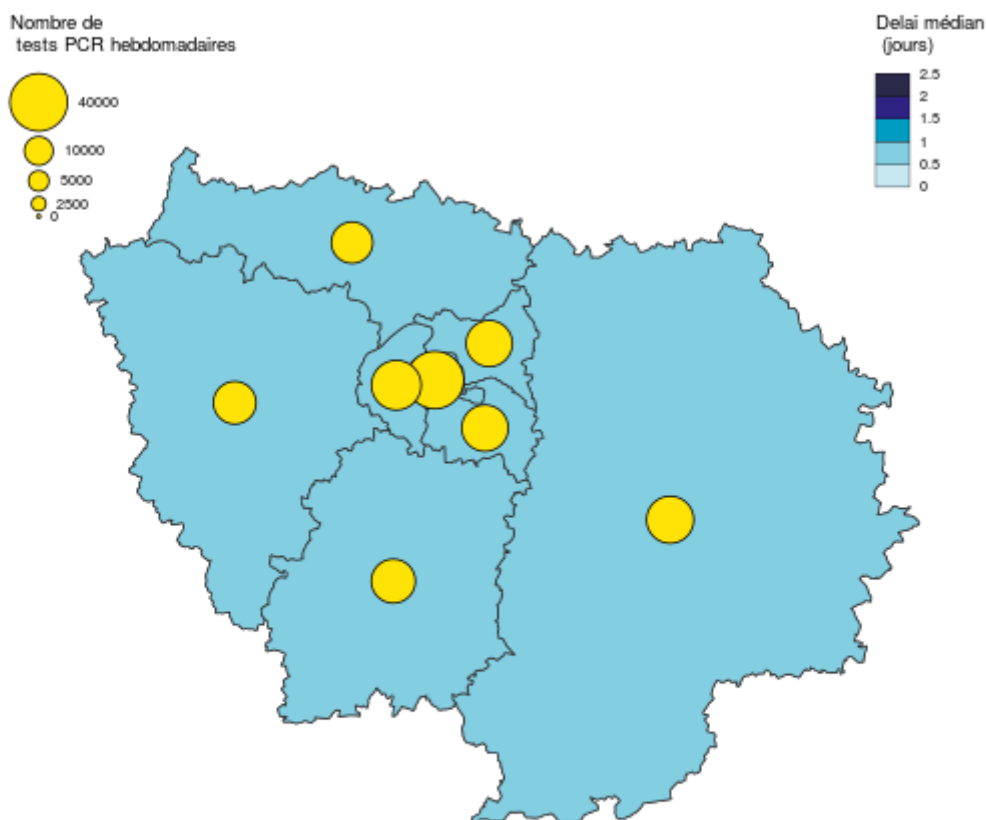 Nombre de
tests PCR hebdomadaires
40000
10000
5000
2500
0
Delai médian
(jours)
2.5
2
1.5
1
0.5
0